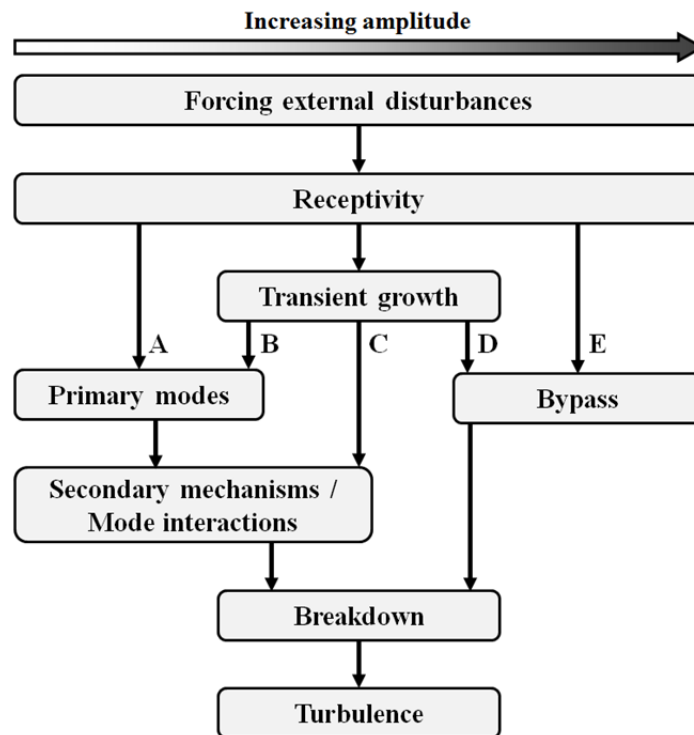 Increasing amplitude
Forcing external disturbances
Receptivity
Transient growth
A
B
C
D
E
Primary modes
Bypass
Secondary mechanisms /
Mode interactions
Breakdown
Turbulence